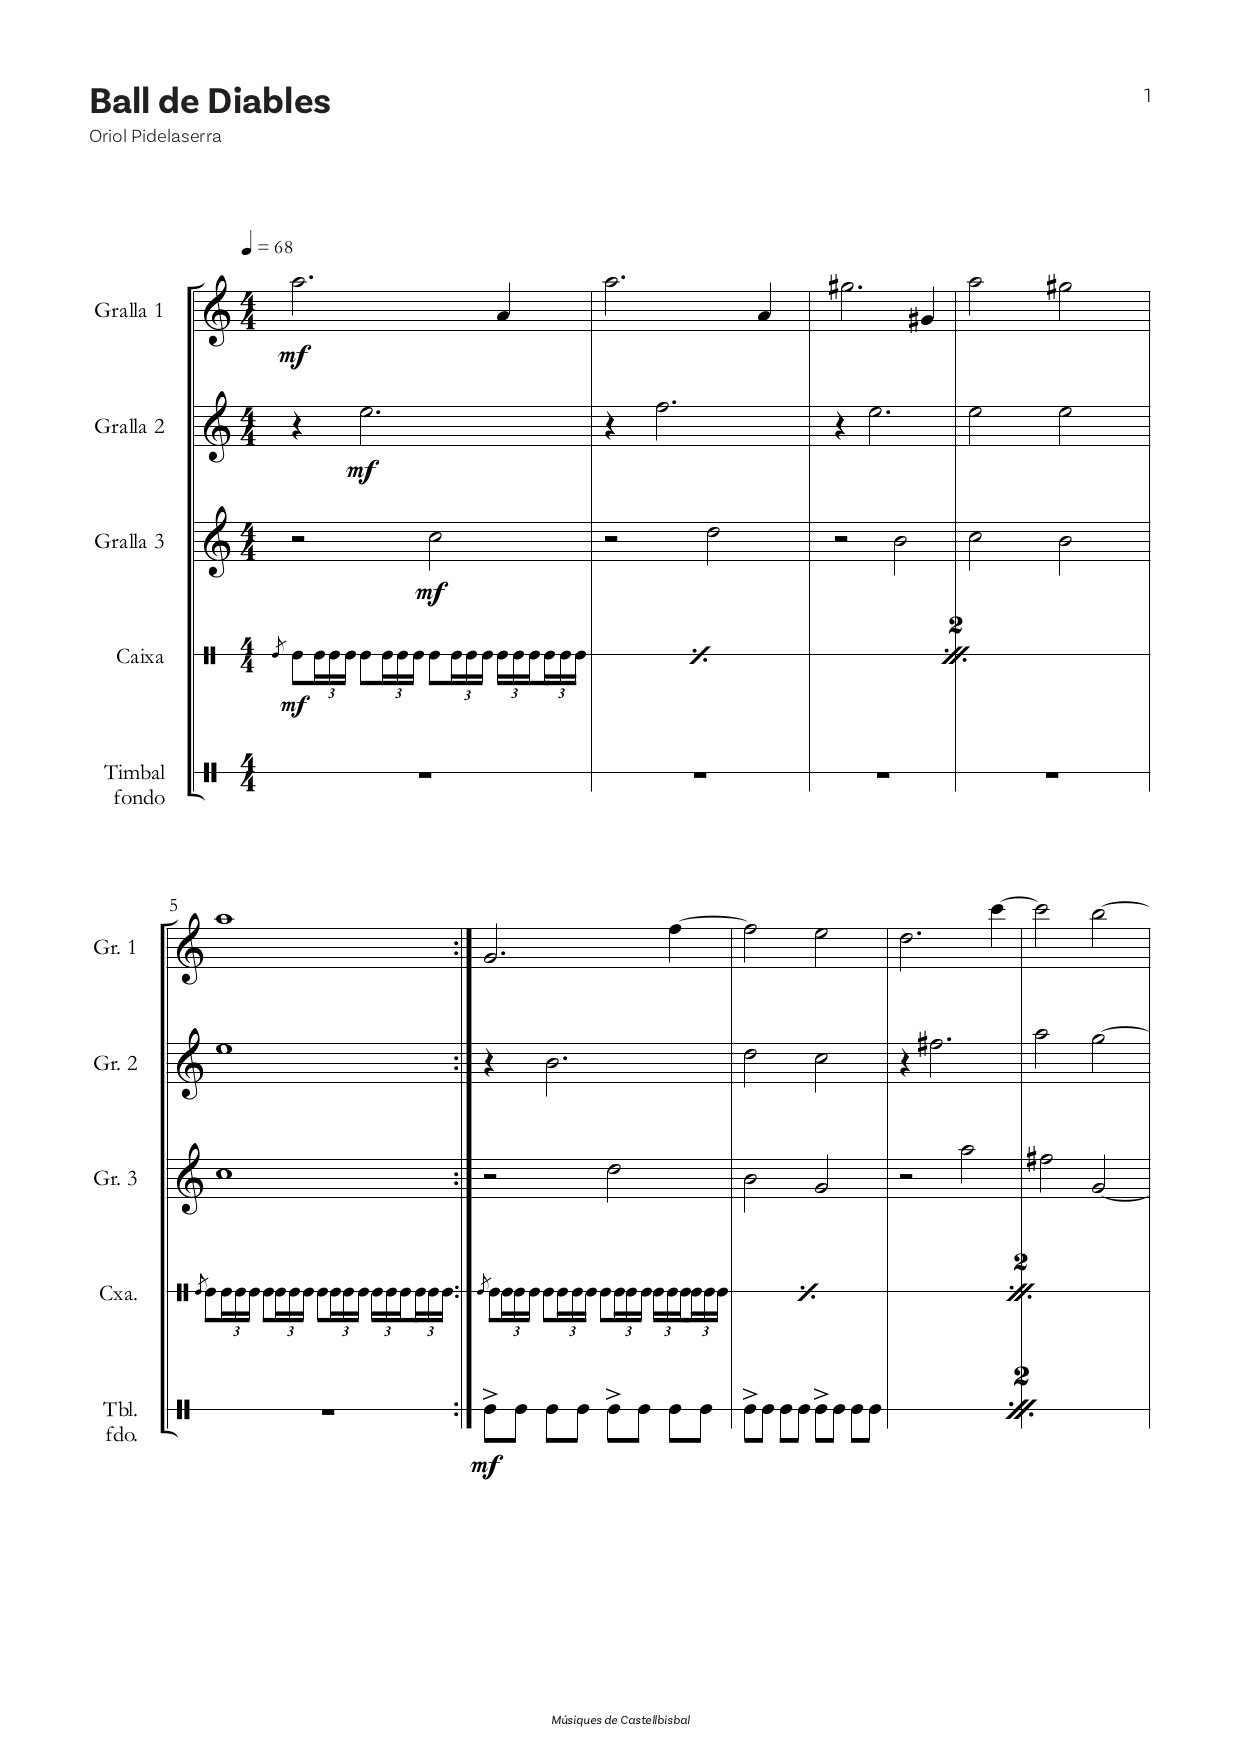 Ball de Diables
1
Oriol Pidelaserra
= 68
Gralla 1
mf
Gralla 2
mf
Gralla 3
mf
2
Caixa
3 3 3 3 3
mf
Timbal
fondo
5
Gr. 1
Gr. 2
Gr. 3
2
Cxa.
3 3 3 3 3 3 3 3 3 3
2
Tbl.
fdo.
mf
Músiques de Castellbisbal